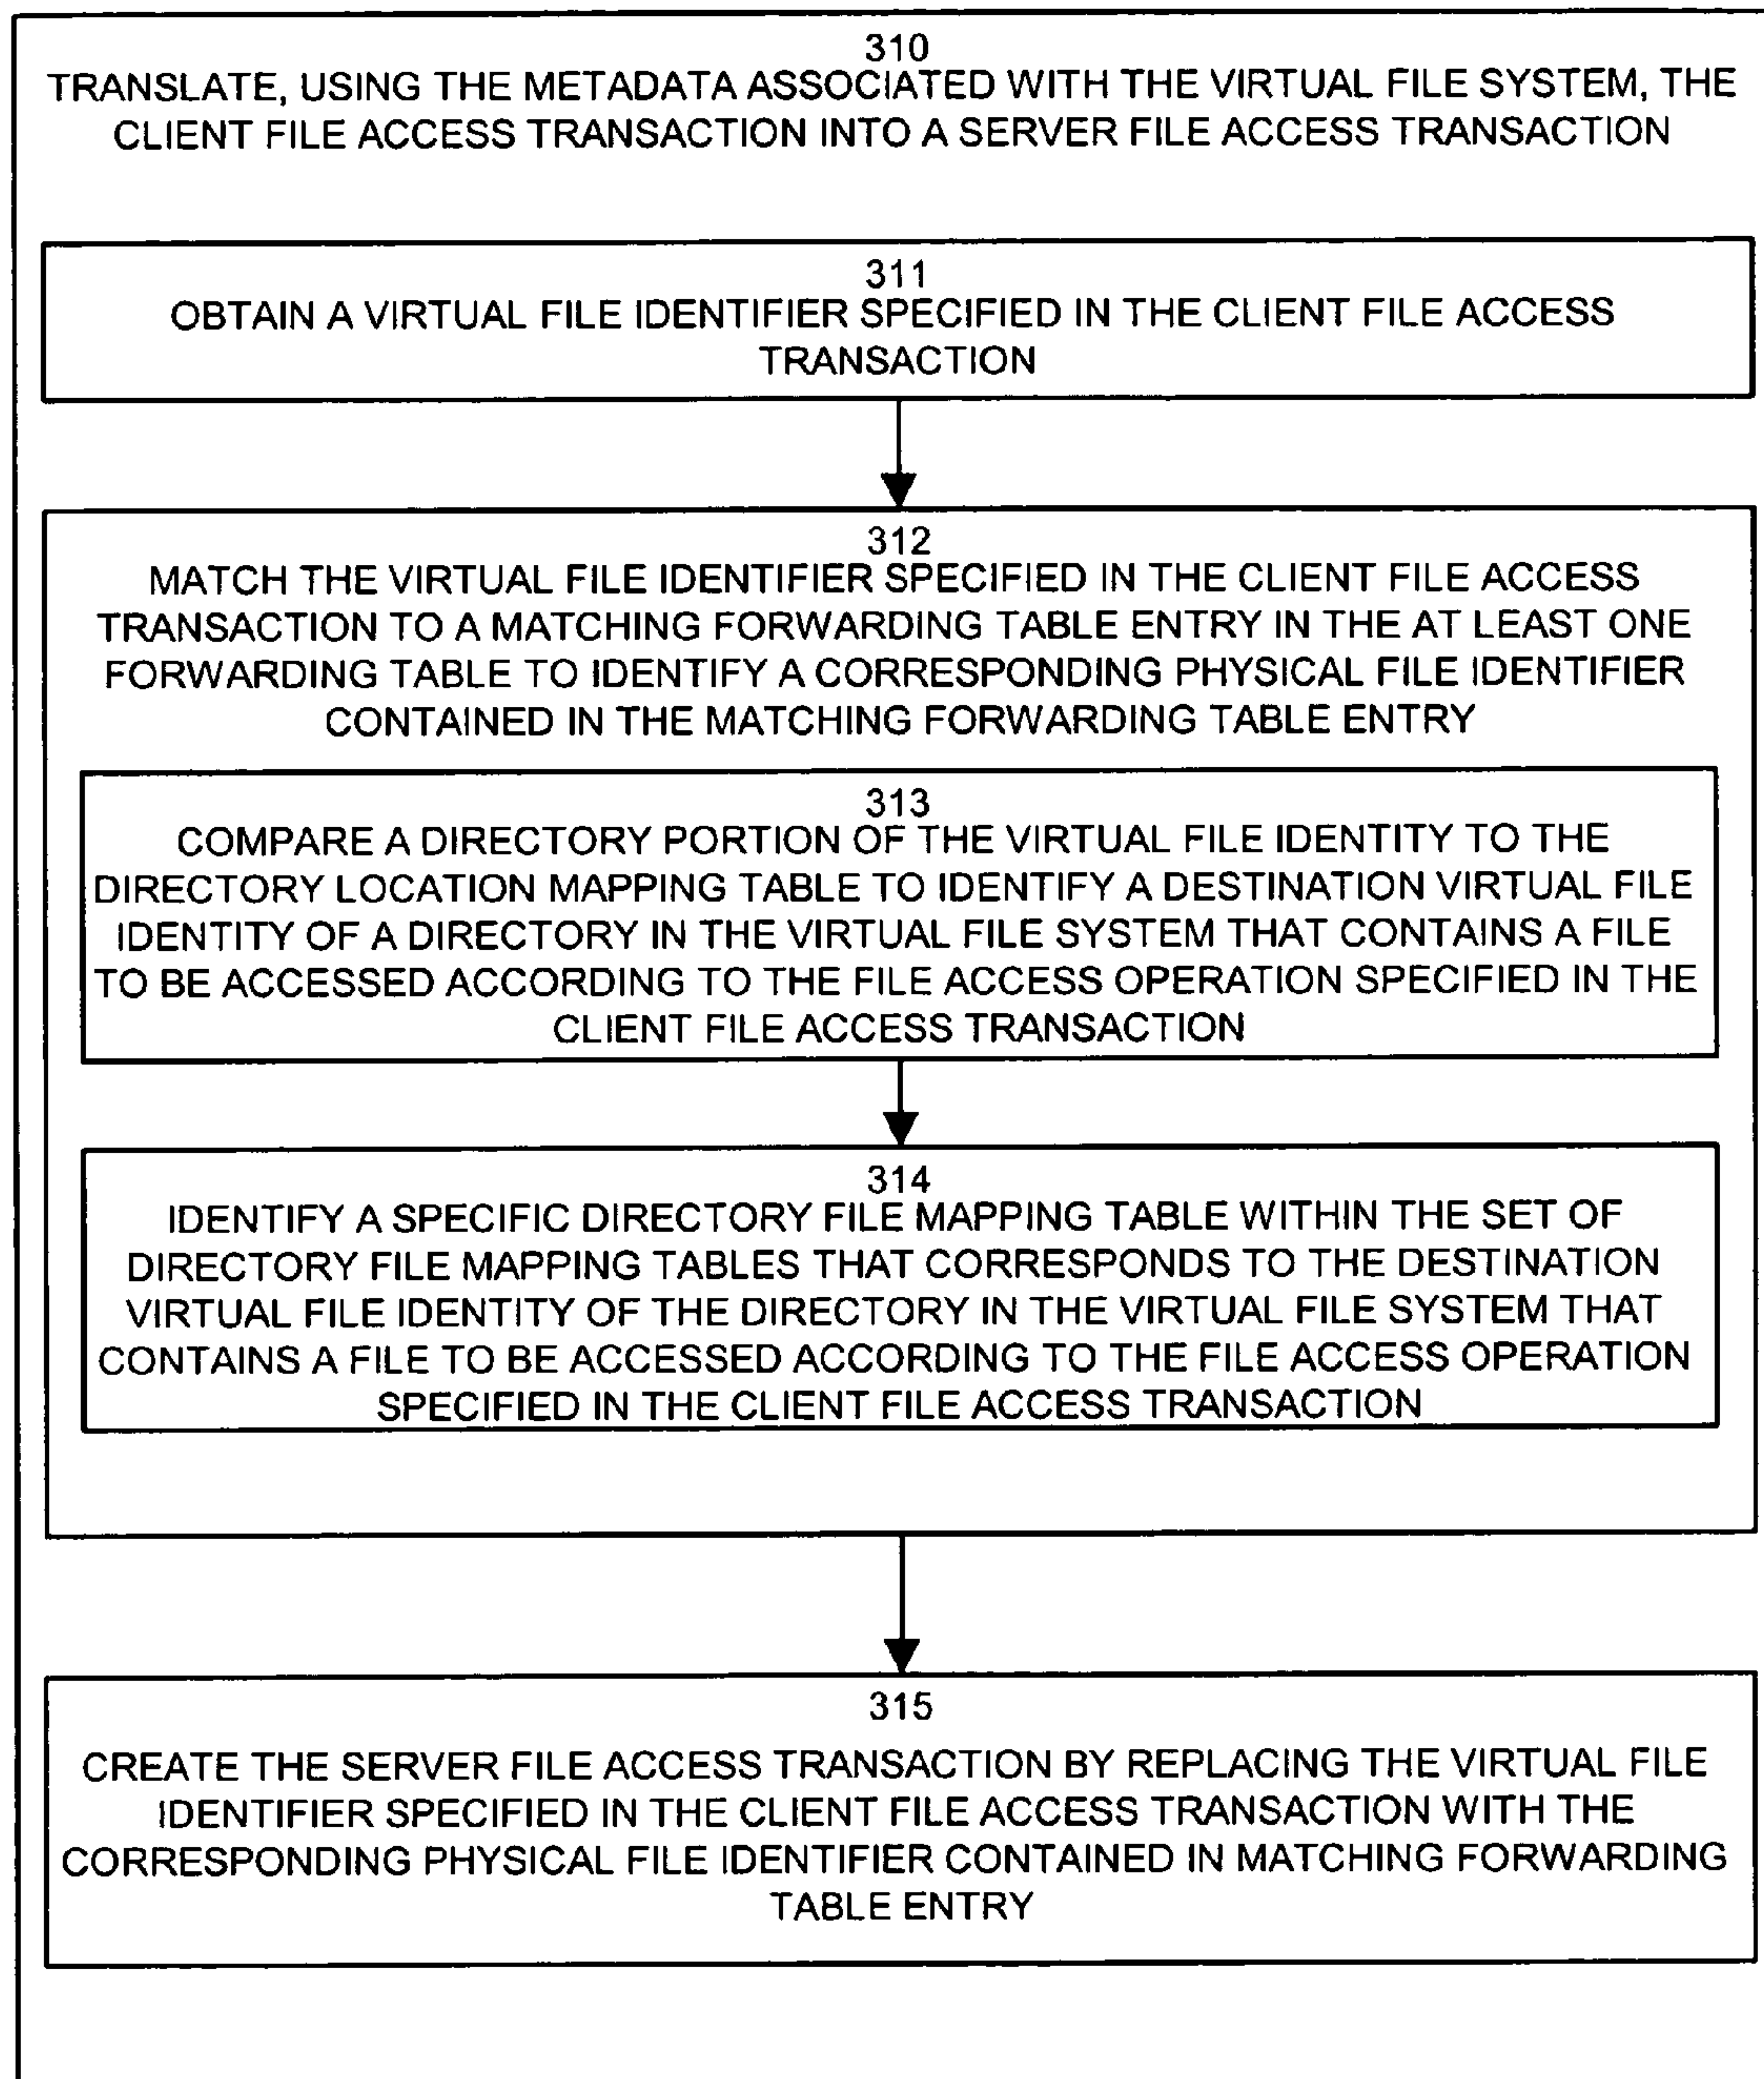 310
TRANSLATE, USING THE METADATA ASSOCIATED WITH THE VIRTUAL FILE SYSTEM, THE
CLIENT FILE ACCESS TRANSACTION INTO A SERVER FILE ACCESS TRANSACTION
311
OBTAIN A VIRTUAL FILE IDENTIFIER SPECIFIED IN THE CLIENT FILE ACCESS
TRANSACTION
312
MATCH THE VIRTUAL FILE IDENTIFIER SPECIFIED IN THE CLIENT FILE ACCESS
TRANSACTION TO A MATCHING FORWARDING TABLE ENTRY IN THE AT LEAST ONE
FORWARDING TABLE TO IDENTIFY A CORRESPONDING PHYSICAL FILE IDENTIFIER
CONTAINED IN THE MATCHING FORWARDING TABLE ENTRY
313
COMPARE A DIRECTORY PORTION OF THE VIRTUAL FILE IDENTITY TO THE
DIRECTORY LOCATION MAPPING TABLE TO IDENTIFY A DESTINATION VIRTUAL FILE
IDENTITY OF A DIRECTORY IN THE VIRTUAL FILE SYSTEM THAT CONTAINS A FILE
TO BE ACCESSED ACCORDING TO THE FILE ACCESS OPERATION SPECIFIED IN THE
CLIENT FILE ACCESS TRANSACTION
314
IDENTIFY A SPECIFIC DIRECTORY FILE MAPPING TABLE WITHIN THE SET OF
DIRECTORY FILE MAPPING TABLES THAT CORRESPONDS TO THE DESTINATION
VIRTUAL FILE IDENTITY OF THE DIRECTORY IN THE VIRTUAL FILE SYSTEM THAT
CONTAINS A FILE TO BE ACCESSED ACCORDING TO THE FILE ACCESS OPERATION
SPECIFIED IN THE CLIENT FILE ACCESS TRANSACTION
315
CREATE THE SERVER FILE ACCESS TRANSACTION BY REPLACING THE VIRTUAL FILE
IDENTIFIER SPECIFIED IN THE CLIENT FILE ACCESS TRANSACTION WITH THE
CORRESPONDING PHYSICAL FILE IDENTIFIER CONTAINED IN MATCHING FORWARDING
TABLE ENTRY